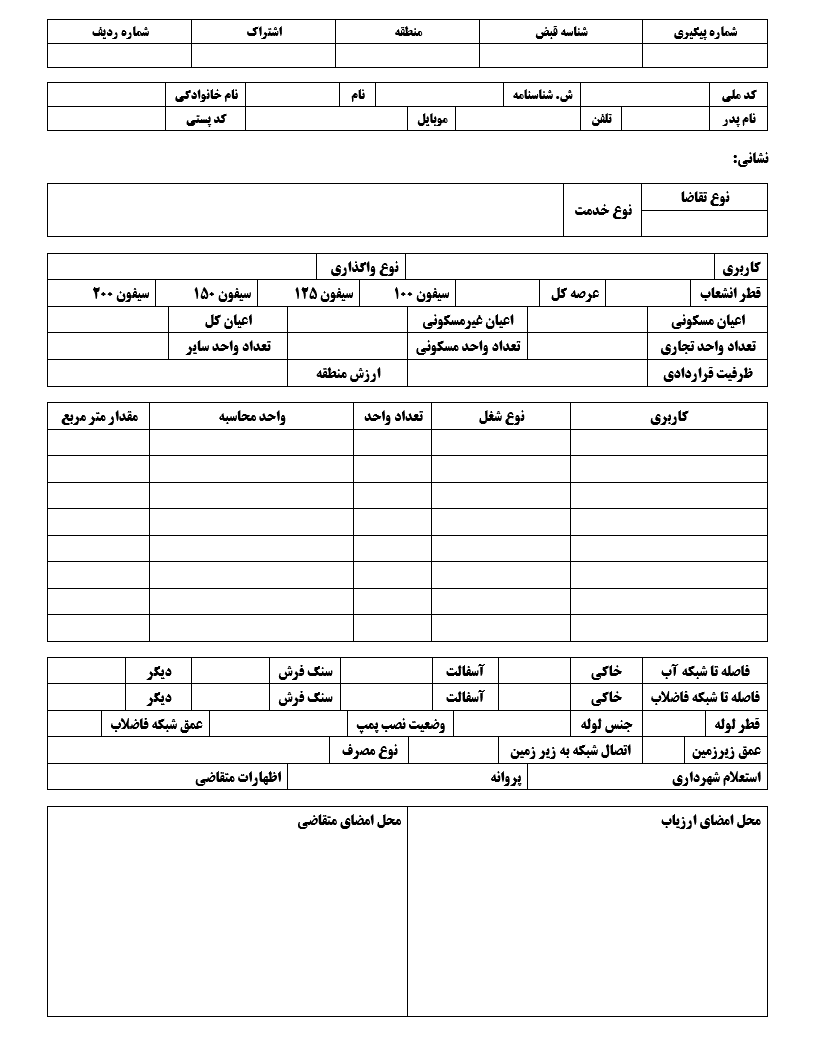 شماره پیگیری شناسه قبض منطقه اشتراک شماره ردیف
کد ملی ش. شناسنامه نام نام خانوادگی
نام پدر تلفن موبایل کد پستی
نشانی:
نوع تقاضا نوع خدمت
کاربری نوع واگذاری
قطر انشعاب عرصه کل سیفون ۱۰۰ سیفون ۱۲۵ سیفون ۱۵۰ سیفون ۲۰۰
اعیان مسکونی اعیان غیرمسکونی اعیان کل
تعداد واحد تجاری تعداد واحد مسکونی تعداد واحد سایر
ظرفیت قراردادی ارزش منطقه
کاربری نوع شغل تعداد واحد واحد محاسبه مقدار متر مربع
فاصله تا شبکه آب خاکی آسفالت سنگ فرش دیگر
فاصله تا شبکه فاضلاب خاکی آسفالت سنگ فرش دیگر
قطر لوله جنس لوله وضعیت نصب پمپ عمق شبکه فاضلاب
عمق زیرزمین اتصال شبکه به زیر زمین نوع مصرف
استعلام شهرداری پروانه اظهارات متقاضی
محل امضای ارزیاب محل امضای متقاضی